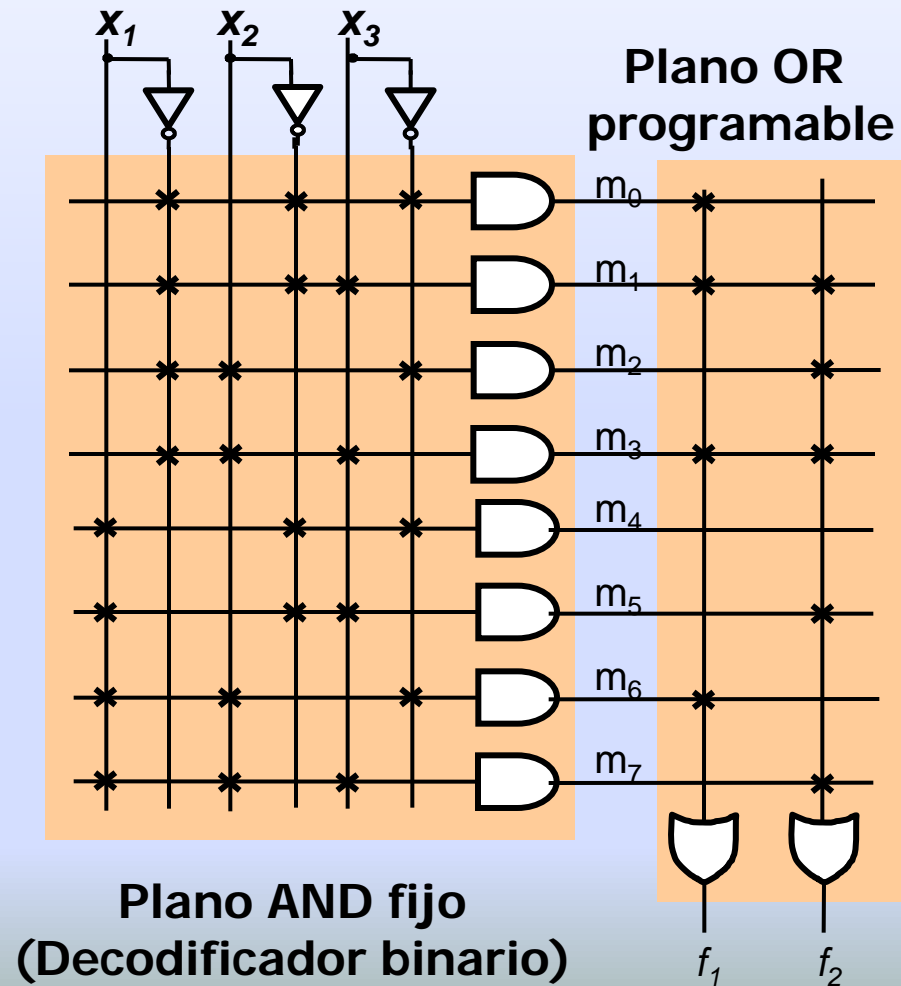 x1 x2 x3
Plano OR
programable
m0
m1
m2
m3
m4
m5
m6
m7
Plano AND fijo
(Decodificador binario)
f1 f2